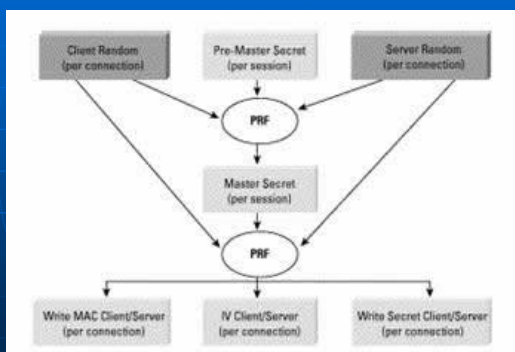 Client Random
(per connection)
Pre-Master Secret
(per session)
Server Random
(per connection)
PRF
Master Secret
(per session)
PRF
Write MAC Client/Server
(per connection)
IV Client/Server
(per connection)
Write Secret Client/Server
(per connection)